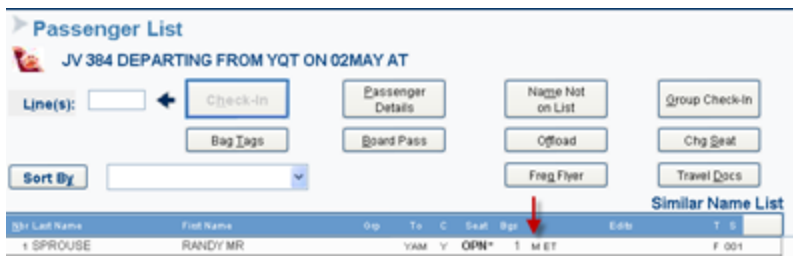 Passenger List
JV 384 DEPARTING FROM YQT ON 02MAY AT
Line(s): Check-In Passenger Details Name Not on List Group Check-In
Bag Tags Board Pass Offload Chg Seat
Sort By Freq Flyer Travel Docs
Similar Name List
Nbr Last Name First Name Grp To C Seat Bgs Edits T S
1 SPROUSE RANDY MR YAM Y OPN* 1 M ET F 001